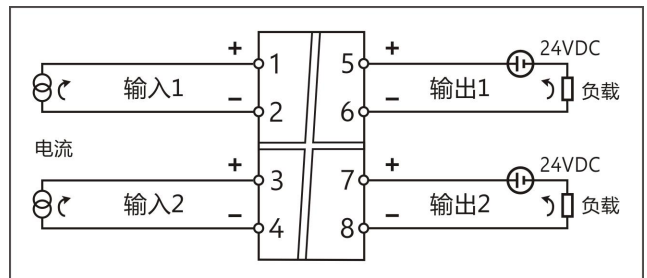 + 1 5 + 24VDC
输入1 输出1 负载
− 2 6 −
电流
+ 3 7 + 24VDC
输入2 输出2 负载
− 4 8 −